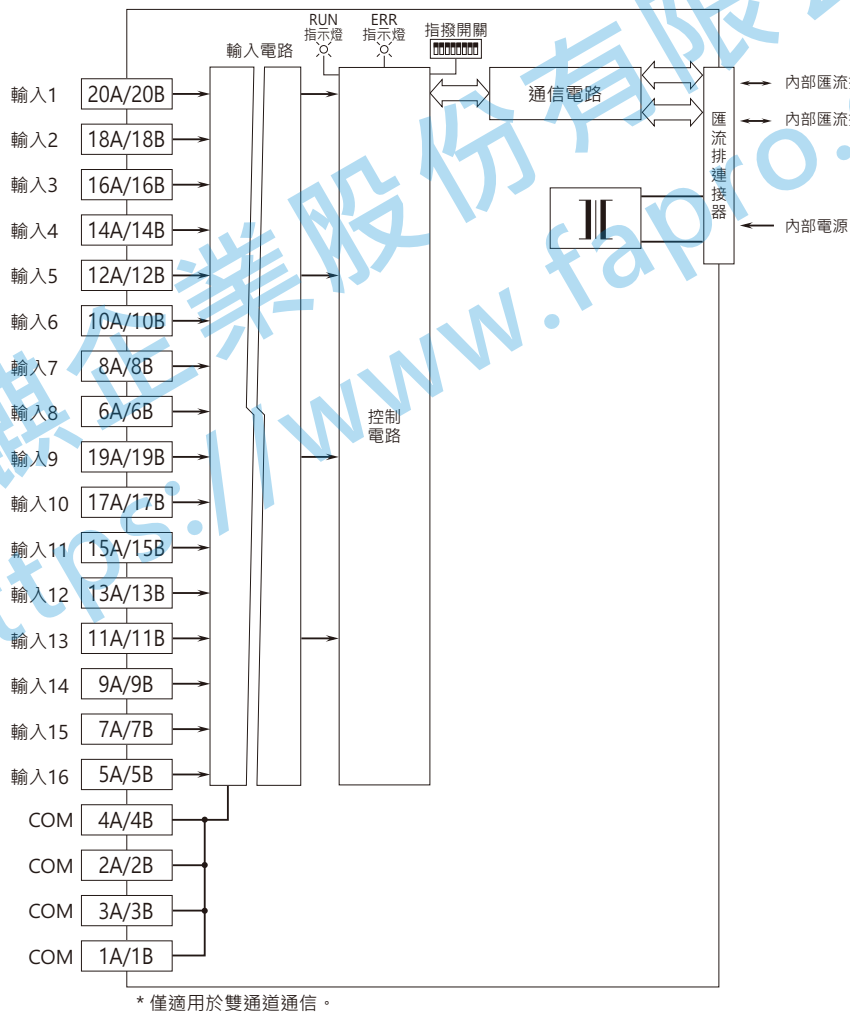 RUN
指示燈
ERR
指示燈
指撥開關
輸入電路
輸入1 20A/20B
輸入2 18A/18B
輸入3 16A/16B
輸入4 14A/14B
輸入5 12A/12B
輸入6 10A/10B
輸入7 8A/8B
輸入8 6A/6B
輸入9 19A/19B
輸入10 17A/17B
輸入11 15A/15B
輸入12 13A/13B
輸入13 11A/11B
輸入14 9A/9B
輸入15 7A/7B
輸入16 5A/5B
COM 4A/4B
COM 2A/2B
COM 3A/3B
COM 1A/1B
控制
電路
通信電路
匯流排連接器
內部匯流
內部匯流
內部電源
* 僅適用於雙通道通信。
企業股份有限
https://www.fapro.